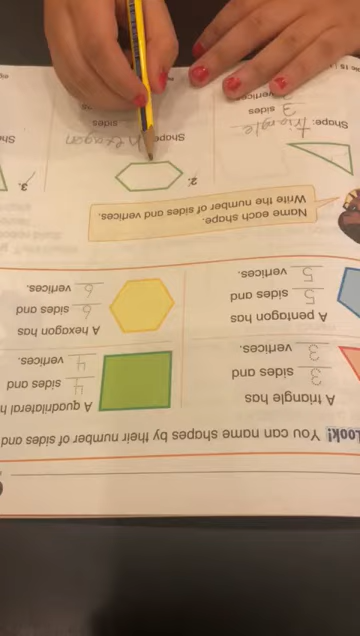 Look! You can name shapes by their number of sides and
A triangle has
3 sides and
3 vertices.
A quadrilateral h
4 sides and
4 vertices.
A pentagon has
5 sides and
5 vertices.
A hexagon has
6 sides and
6 vertices.
Name each shape.
Write the number of sides and vertices.
Shape: triangle
3 sides
vertices
2.
Shape: hexagon
sides
3.
Sh